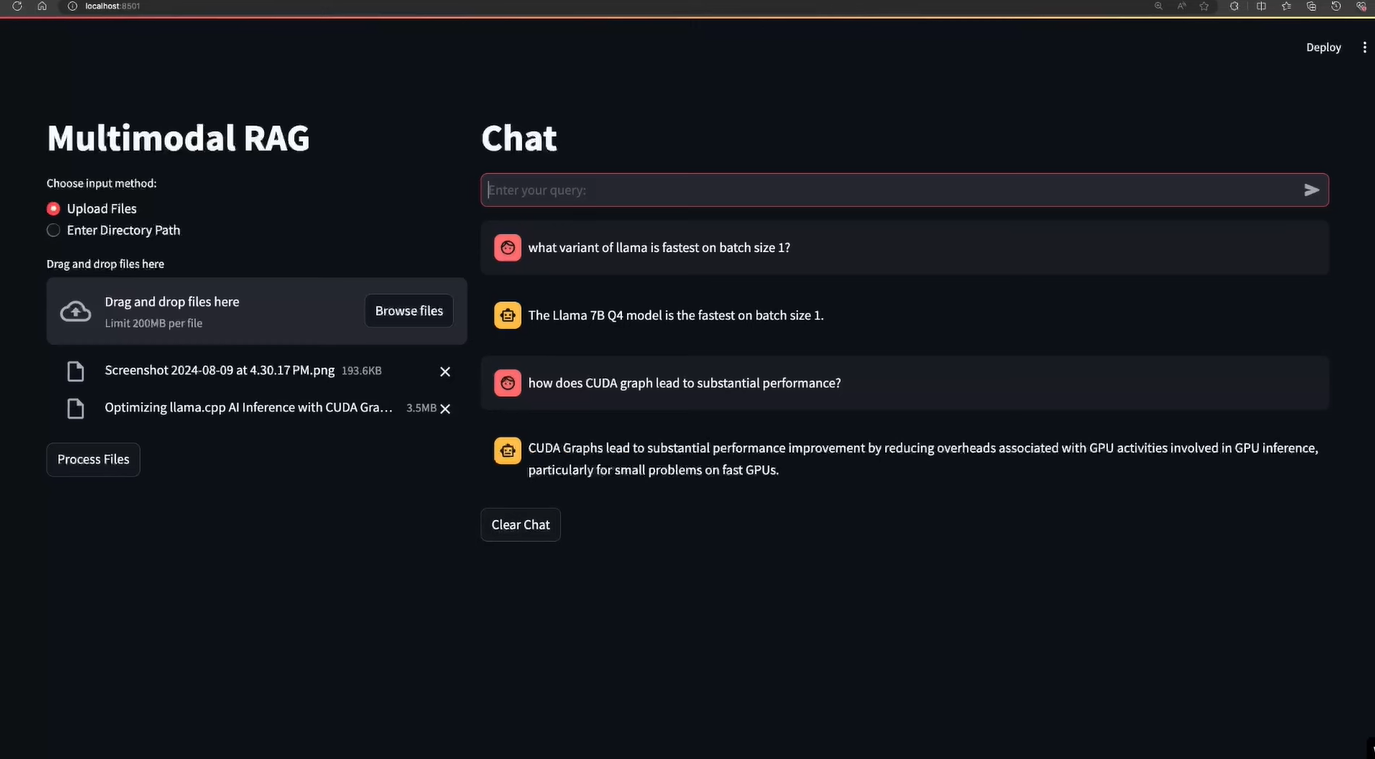 localhost:8501
Deploy
Multimodal RAG
Choose input method:
Upload Files
Enter Directory Path
Drag and drop files here
Drag and drop files here
Limit 200MB per file
Browse files
Screenshot 2024-08-09 at 4.30.17 PM.png 193.6KB
Optimizing llama.cpp AI Inference with CUDA Gra... 3.5MB
Process Files
Chat
Enter your query:
what variant of llama is fastest on batch size 1?
The Llama 7B Q4 model is the fastest on batch size 1.
how does CUDA graph lead to substantial performance?
CUDA Graphs lead to substantial performance improvement by reducing overheads associated with GPU activities involved in GPU inference,
particularly for small problems on fast GPUs.
Clear Chat